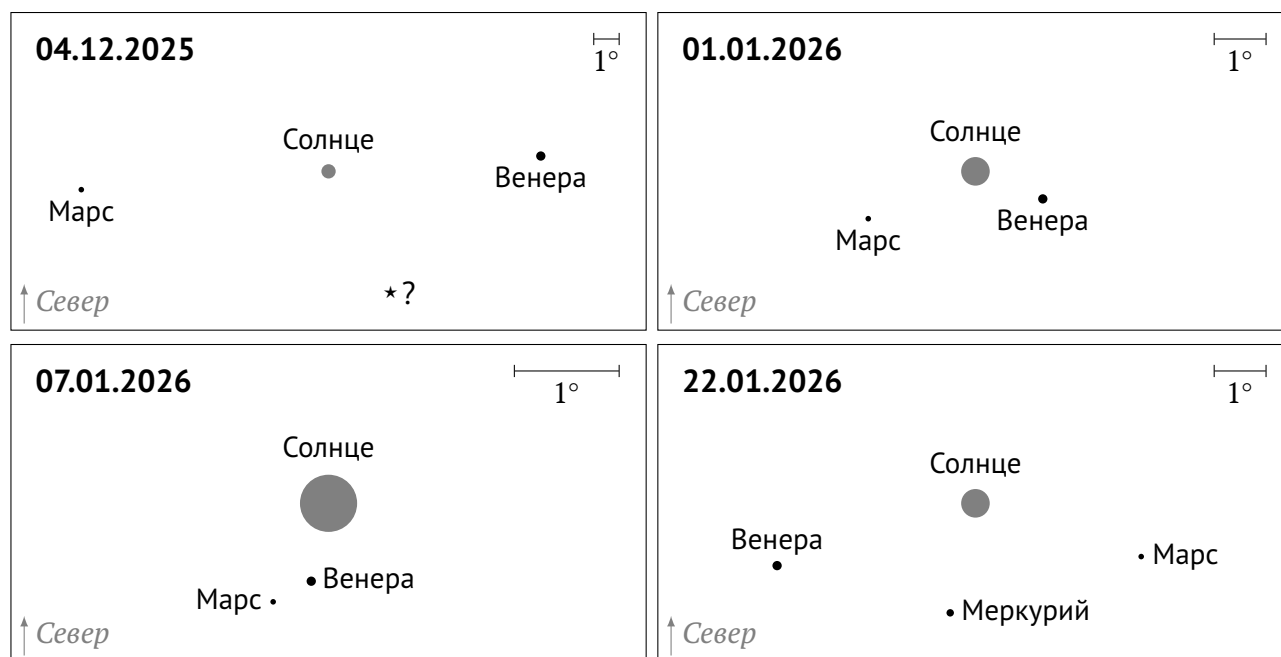 04.12.2025
1°
Солнце
Венера
Марс
?
Север
01.01.2026
1°
Солнце
Венера
Марс
Север
07.01.2026
1°
Солнце
Венера
Марс
Север
22.01.2026
1°
Солнце
Венера
Марс
Меркурий
Север